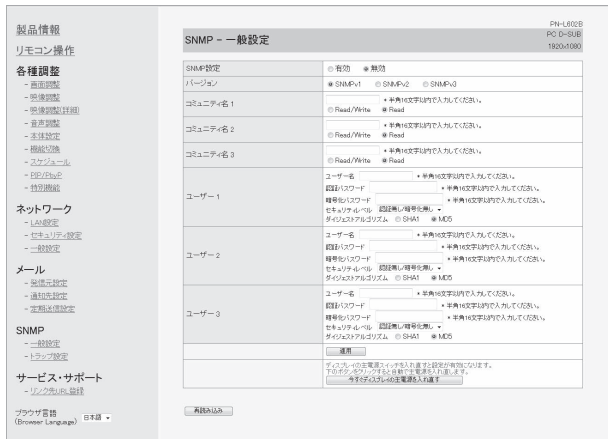 製品情報
リモコン操作
各種調整
- 画面調整
- 映像調整
- 映像調整(詳細)
- 音声調整
- 本体設定
- 機能切換
- スケジュール
- PIP/PbyP
- 特別機能
ネットワーク
- LAN設定
- セキュリティ設定
- 一般設定
メール
- 発信元設定
- 通知先設定
- 定期送信設定
SNMP
- 一般設定
- トラップ設定
サービス・サポート
- リンク先URL登録
ブラウザ言語
(Browser Language) 日本語
PN-L602B
SNMP - 一般設定
PC D-SUB
1920x1080
SNMP設定 有効 無効
バージョン SNMPv1 SNMPv2 SNMPv3
コミュニティ名 1 * 半角16文字以内で入力してください。
Read/Write Read
コミュニティ名 2 * 半角16文字以内で入力してください。
Read/Write Read
コミュニティ名 3 * 半角16文字以内で入力してください。
Read/Write Read
ユーザー 1
ユーザー名 * 半角16文字以内で入力してください。
認証パスワード * 半角16文字以内で入力してください。
暗号化パスワード * 半角16文字以内で入力してください。
セキュリティレベル 認証無し/暗号化無し
ダイジェストアルゴリズム SHA1 MD5
ユーザー 2
ユーザー名 * 半角16文字以内で入力してください。
認証パスワード * 半角16文字以内で入力してください。
暗号化パスワード * 半角16文字以内で入力してください。
セキュリティレベル 認証無し/暗号化無し
ダイジェストアルゴリズム SHA1 MD5
ユーザー 3
ユーザー名 * 半角16文字以内で入力してください。
認証パスワード * 半角16文字以内で入力してください。
暗号化パスワード * 半角16文字以内で入力してください。
セキュリティレベル 認証無し/暗号化無し
ダイジェストアルゴリズム SHA1 MD5
適用
ディスプレイの主電源スイッチを入れ直すと設定が有効になります。
下のボタンをクリックすると自動で主電源を入れ直します。
今すぐディスプレイの主電源を入れ直す
再読み込み